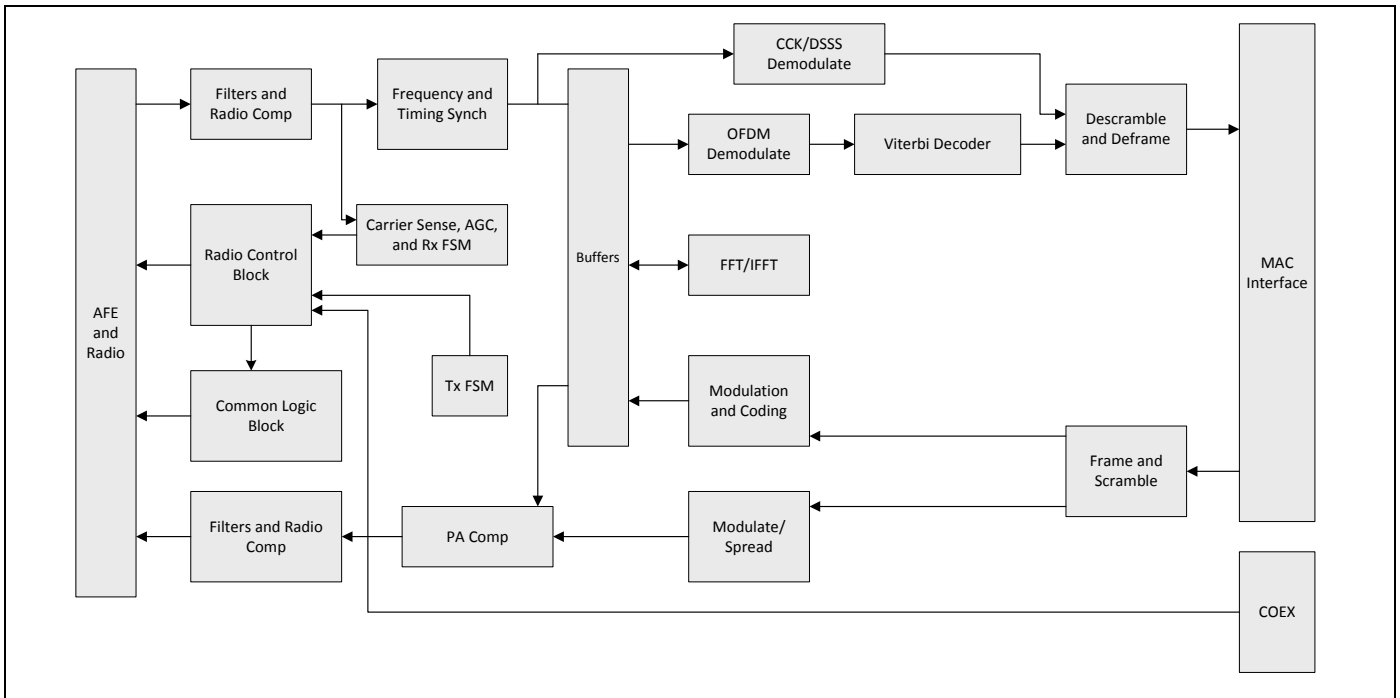 CCK/DSSS
Demodulate
Filters and
Radio Comp
Frequency and
Timing Synch
Descramble
and Deframe
OFDM
Demodulate
Viterbi Decoder
Carrier Sense, AGC,
and Rx FSM
Radio Control
Block
Buffers
FFT/IFFT
MAC
Interface
AFE
and
Radio
Tx FSM
Modulation
and Coding
Common Logic
Block
Frame and
Scramble
Filters and Radio
Comp
PA Comp
Modulate/
Spread
COEX